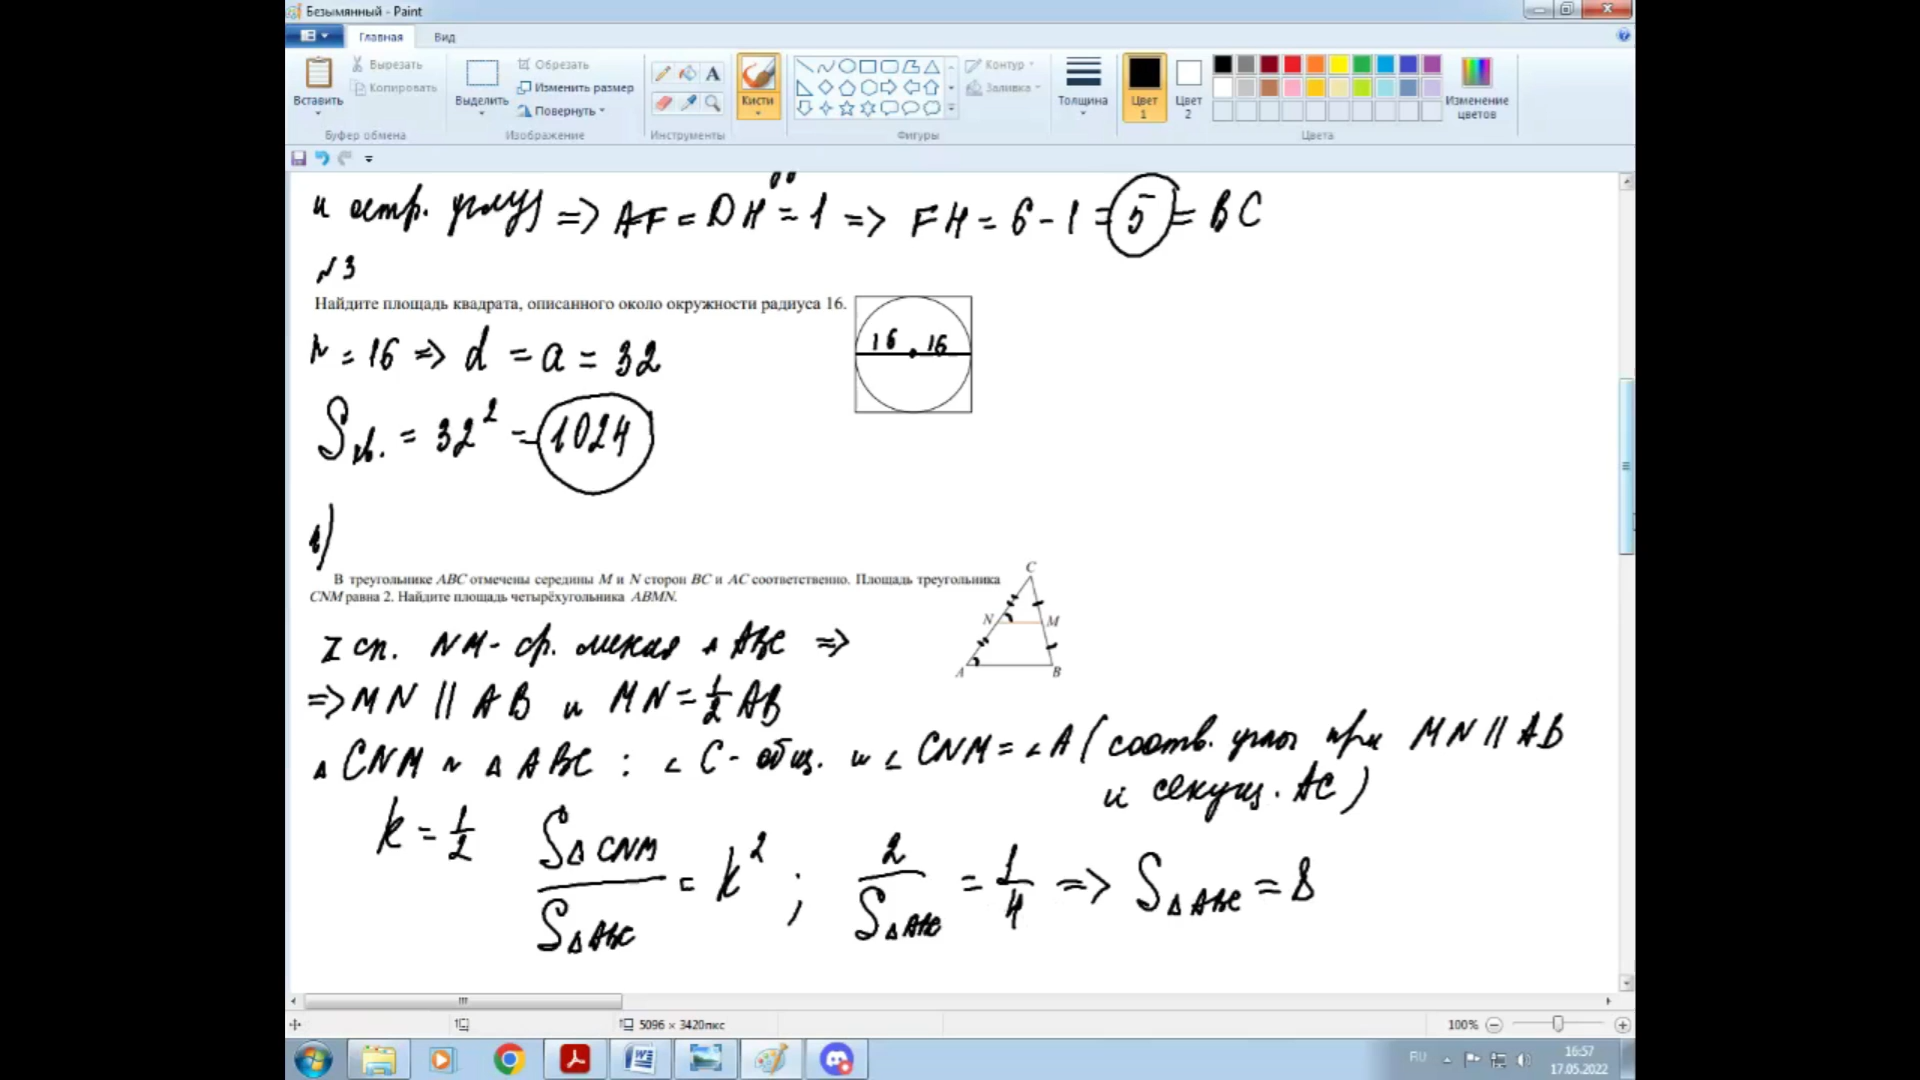 Безымянный - Paint
Главная Вид
Вставить
Вырезать
Копировать
Буфер обмена
Выделить
Обрезать
Изменить размер
Повернуть
Изображение
Инструменты
Кисти
Контур
Заливка
Фигуры
Толщина
Цвет 1
Цвет 2
Изменение цветов
Цвета
и остр. углу) => AF = DH = 1 => FH = 6 - 1 = 5 = BC
N3
Найдите площадь квадрата, описанного около окружности радиуса 16.
16 16
r = 16 => d = a = 32
Sкв. = 32² = 1024
В треугольнике ABC отмечены середины M и N сторон BC и AC соответственно. Площадь треугольника
CNM равна 2. Найдите площадь четырёхугольника ABMN.
C
N M
A B
I сп. NM - ср. линия △ ABC =>
=> MN || AB и MN = 1/2 AB
△ CNM ~ △ ABC : ∠ C - общ. и ∠ CNM = ∠ A ( соотв. углы при MN || AB
и секущ. AC )
k = 1/2 S△CNM / S△ABC = k² ; 2 / S△ABC = 1/4 => S△ABC = 8
5096 × 3420пкс
100%
RU
16:57
17.05.2022